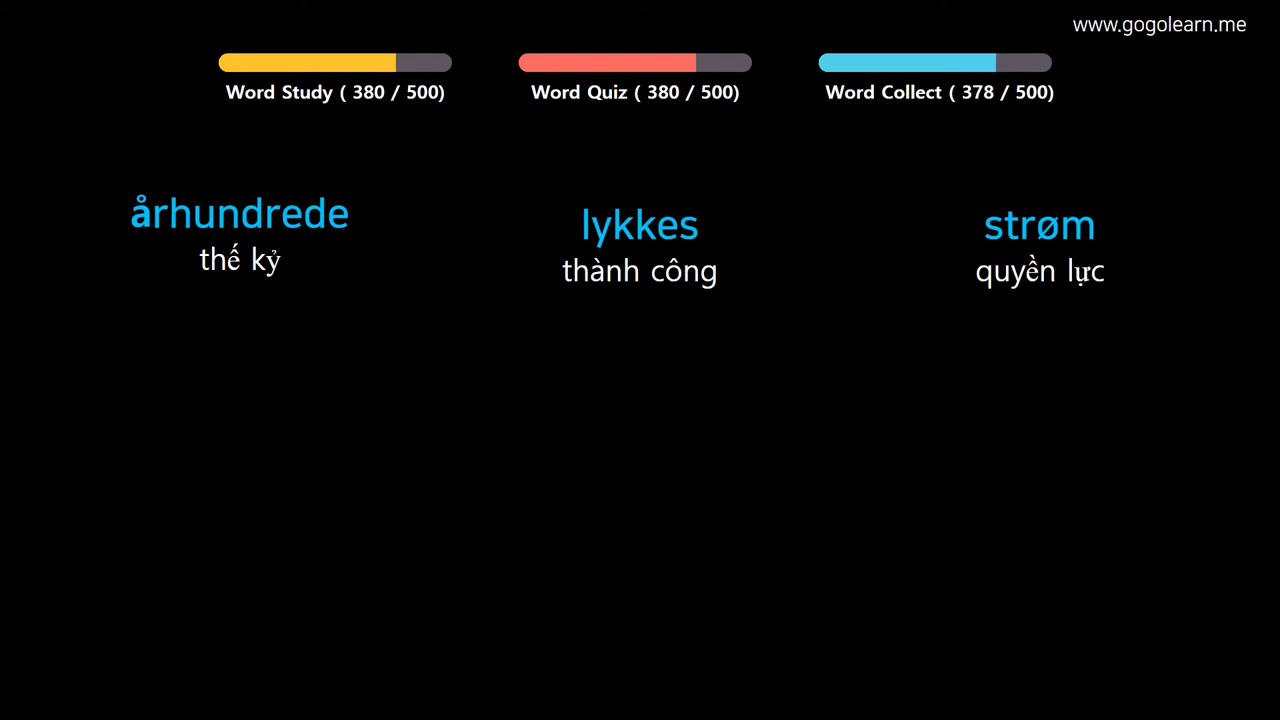 www.gogolearn.me
Word Study ( 380 / 500)
Word Quiz ( 380 / 500)
Word Collect ( 378 / 500)
århundrede
thế kỷ
lykkes
thành công
strøm
quyền lực